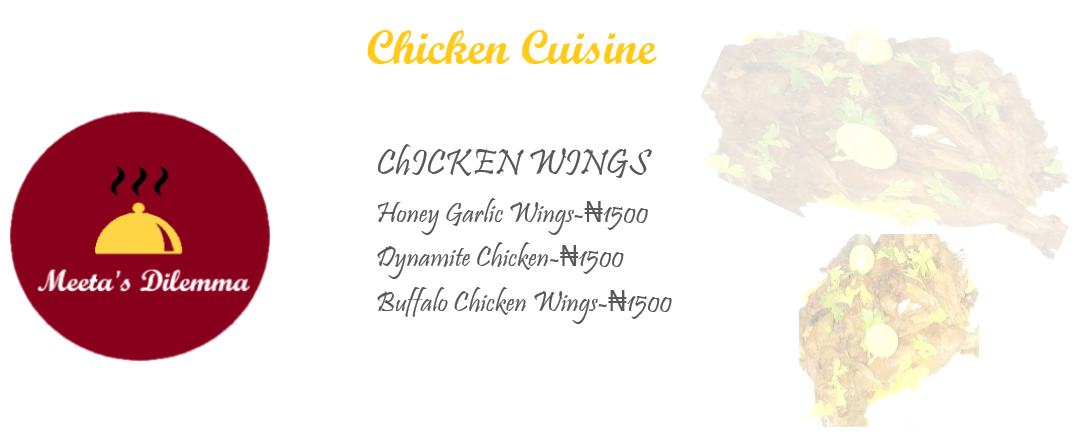 Chicken Cuisine
Meeta's Dilemma
ChICKEN WINGS
Honey Garlic Wings-₦1500
Dynamite Chicken-₦1500
Buffalo Chicken Wings-₦1500